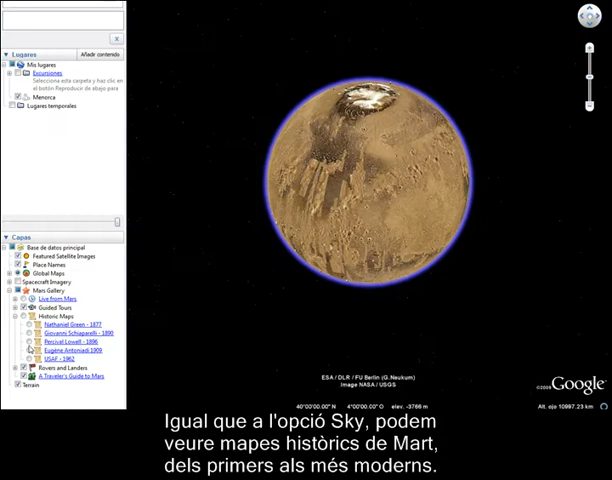 Lugares
Añadir contenido
Mis lugares
Excursiones
Selecciona esta carpeta y haz clic en
el botón Reproducir de abajo para
Menorca
Lugares temporales
Capas
Base de datos principal
Featured Satellite Images
Place Names
Global Maps
Spacecraft Imagery
Mars Gallery
Live from Mars
Guided Tours
Historic Maps
Nathaniel Green - 1877
Giovanni Schiaparelli - 1890
Percival Lowell - 1896
Eugène Antoniadi 1909
USAF - 1962
Rovers and Landers
A Traveler's Guide to Mars
Terrain
N
ESA / DLR / FU Berlin (G.Neukum)
Image NASA / USGS
©2009 Google
40°00'00.00" N 4°00'00.00" O elev. -3766 m
Alt. ojo 10997.23 km
Igual que a l'opció Sky, podem
veure mapes històrics de Mart,
dels primers als més moderns.